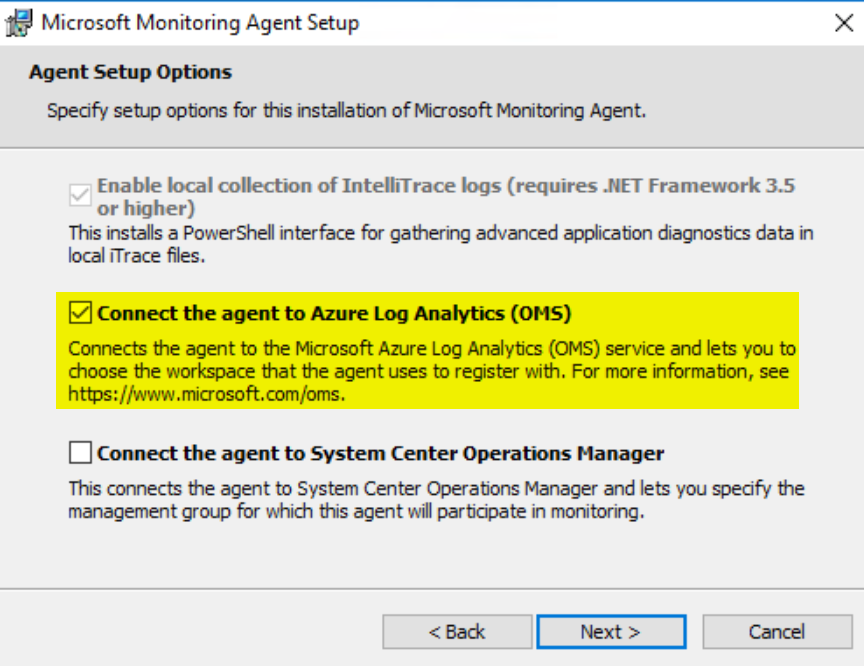 Microsoft Monitoring Agent Setup
Agent Setup Options
Specify setup options for this installation of Microsoft Monitoring Agent.
Enable local collection of IntelliTrace logs (requires .NET Framework 3.5
or higher)
This installs a PowerShell interface for gathering advanced application diagnostics data in
local iTrace files.
Connect the agent to Azure Log Analytics (OMS)
Connects the agent to the Microsoft Azure Log Analytics (OMS) service and lets you to
choose the workspace that the agent uses to register with. For more information, see
https://www.microsoft.com/oms.
Connect the agent to System Center Operations Manager
This connects the agent to System Center Operations Manager and lets you specify the
management group for which this agent will participate in monitoring.
< Back Next > Cancel